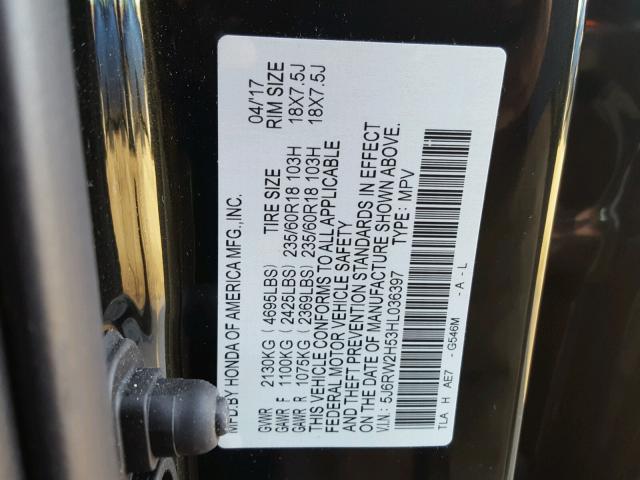 MFD.BY HONDA OF AMERICA MFG.,INC. 04/17
GVWR 2130KG (4695LBS) TIRE SIZE RIM SIZE
GAWR F 1100KG (2425LBS) 235/60R18 103H 18X7.5J
GAWR R 1075KG (2369LBS) 235/60R18 103H 18X7.5J
THIS VEHICLE CONFORMS TO ALL APPLICABLE
FEDERAL MOTOR VEHICLE SAFETY
AND THEFT PREVENTION STANDARDS IN EFFECT
ON THE DATE OF MANUFACTURE SHOWN ABOVE.
V.I.N.: 5J6RW2H53HL036397 TYPE: MPV
TLA H AE7 - G546M - A - L